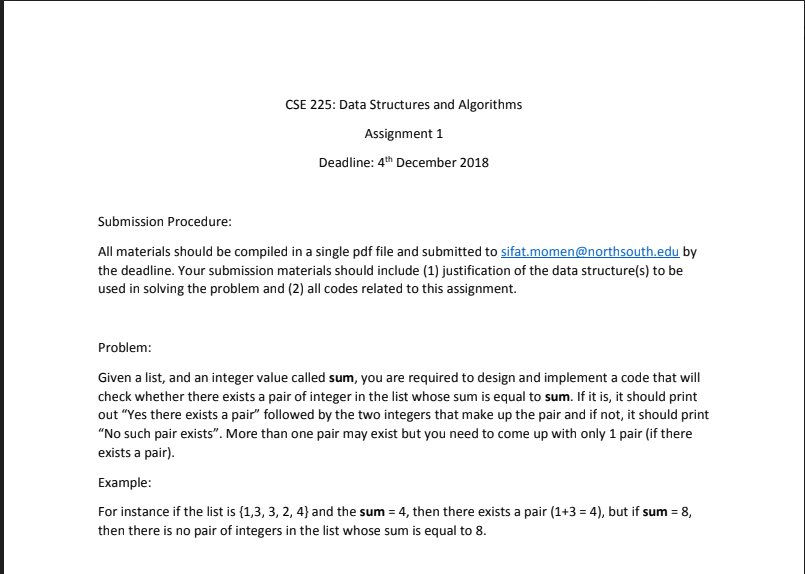 CSE 225: Data Structures and Algorithms
Assignment 1
Deadline: 4th December 2018
Submission Procedure:
All materials should be compiled in a single pdf file and submitted to sifat.momen@northsouth.edu by
the deadline. Your submission materials should include (1) justification of the data structure(s) to be
used in solving the problem and (2) all codes related to this assignment.
Problem:
Given a list, and an integer value called sum, you are required to design and implement a code that will
check whether there exists a pair of integer in the list whose sum is equal to sum. If it is, it should print
out “Yes there exists a pair” followed by the two integers that make up the pair and if not, it should print
“No such pair exists”. More than one pair may exist but you need to come up with only 1 pair (if there
exists a pair).
Example:
For instance if the list is {1,3, 3, 2, 4} and the sum = 4, then there exists a pair (1+3 = 4), but if sum = 8,
then there is no pair of integers in the list whose sum is equal to 8.